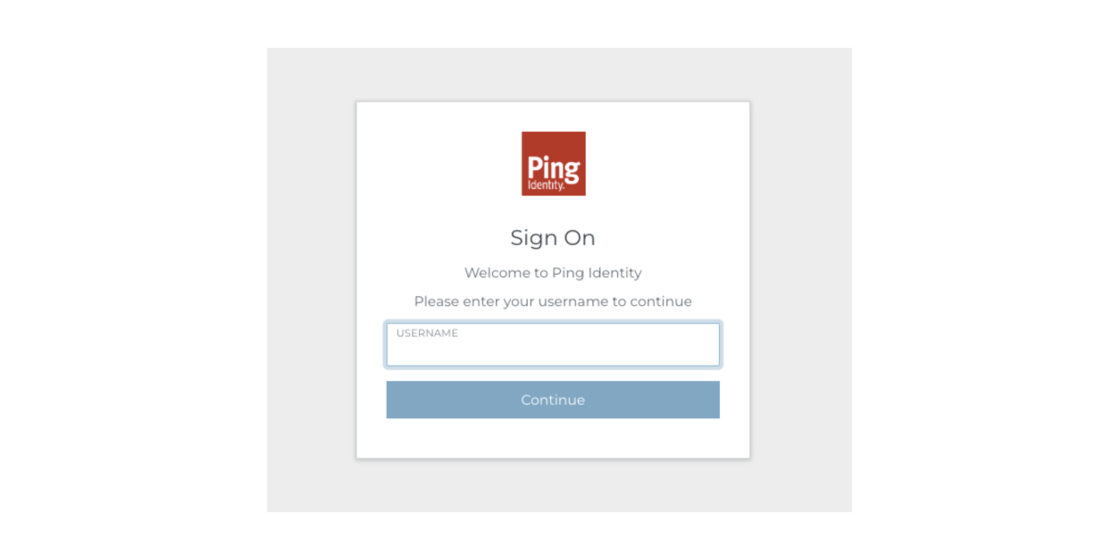 Ping
Identity.
Sign On
Welcome to Ping Identity
Please enter your username to continue
USERNAME
Continue